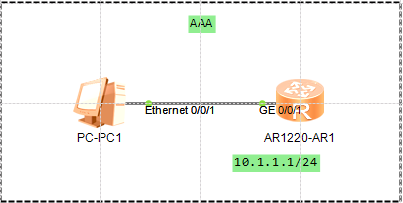 AAA
Ethernet 0/0/1
GE 0/0/1
PC-PC1
AR1220-AR1
10.1.1.1/24
R